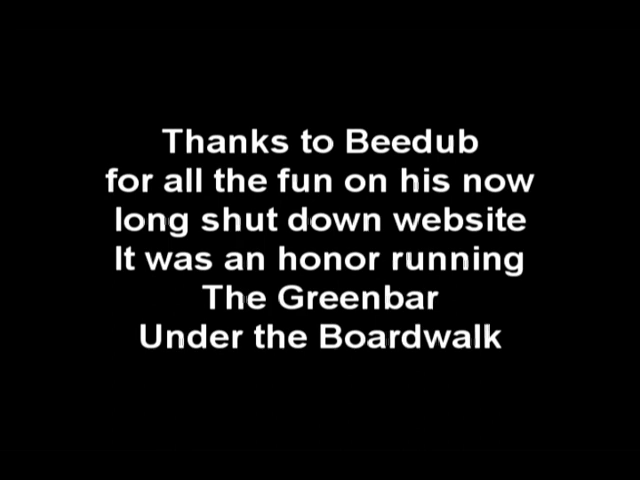 Thanks to Beedub
for all the fun on his now
long shut down website
It was an honor running
The Greenbar
Under the Boardwalk